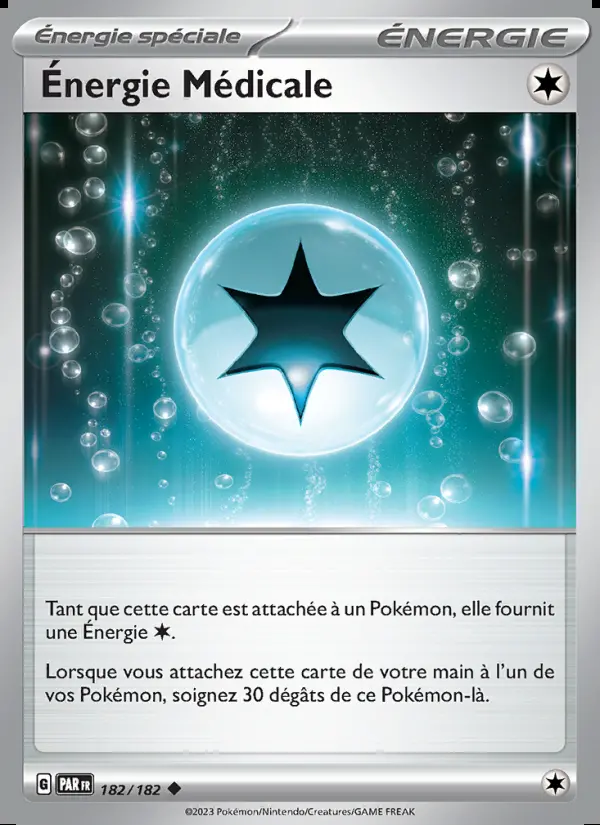 Énergie spéciale
ÉNERGIE
Énergie Médicale
Tant que cette carte est attachée à un Pokémon, elle fournit
une Énergie.
Lorsque vous attachez cette carte de votre main à l'un de
vos Pokémon, soignez 30 dégâts de ce Pokémon-là.
G PAR FR 182/182
©2023 Pokémon/Nintendo/Creatures/GAME FREAK